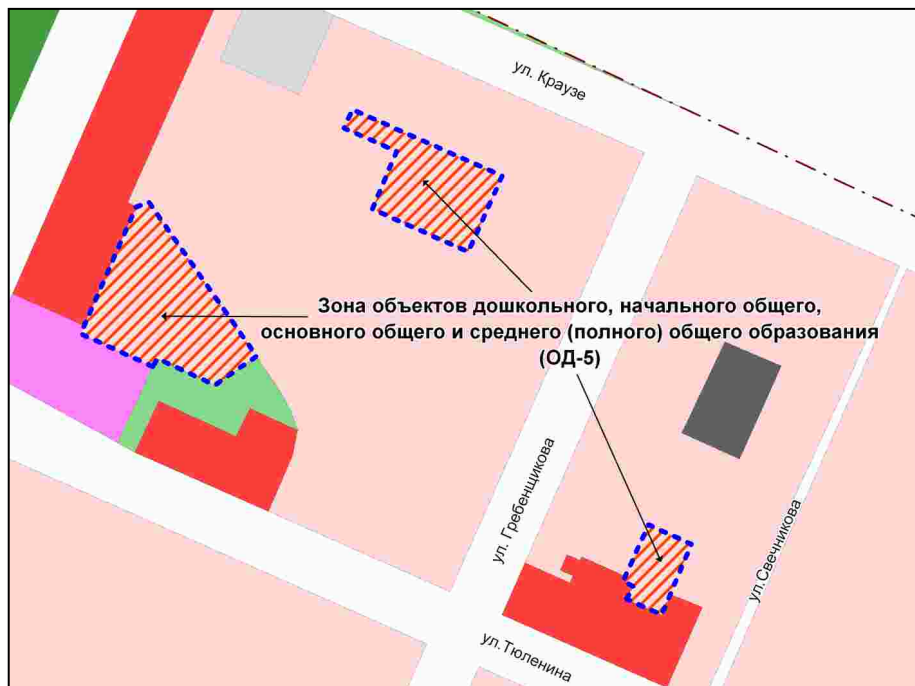 ул. Краузе
Зона объектов дошкольного, начального общего,
основного общего и среднего (полного) общего образования
(ОД-5)
ул. Гребенщикова
ул.Свечникова
ул.Тюленина